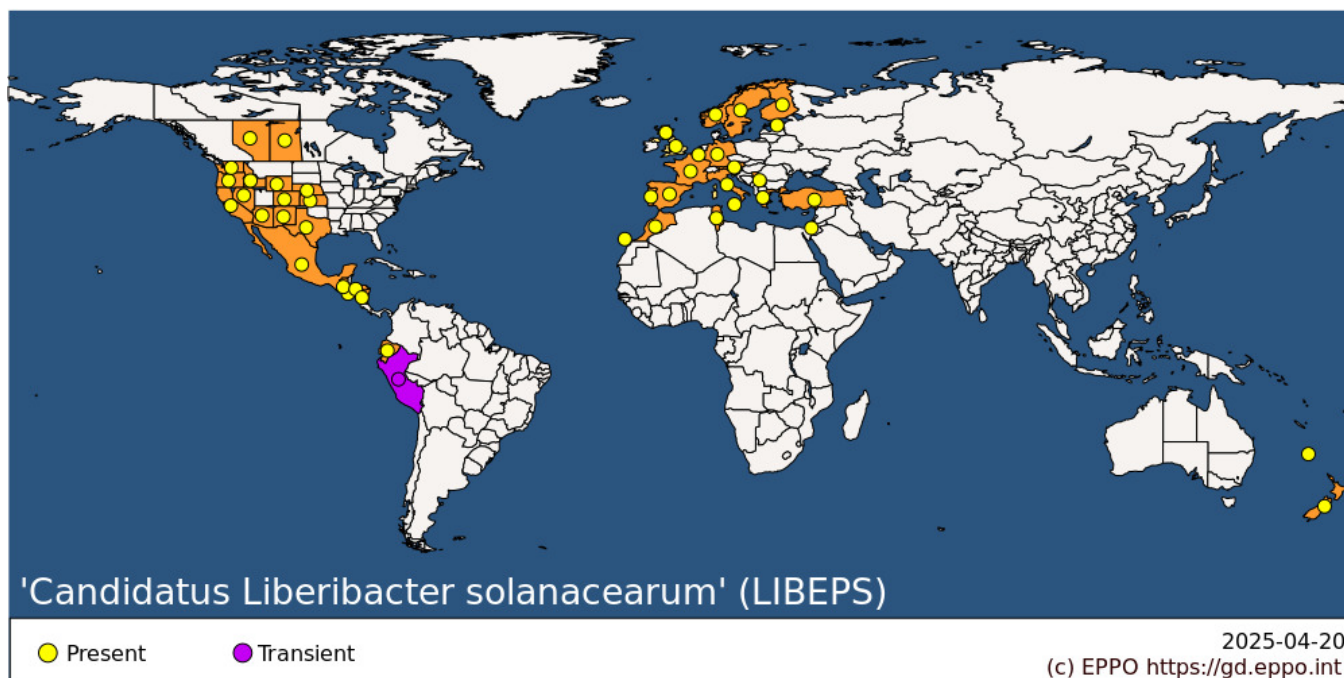 'Candidatus Liberibacter solanacearum' (LIBEPS)
Present
Transient
2025-04-20
(c) EPPO https://gd.eppo.int